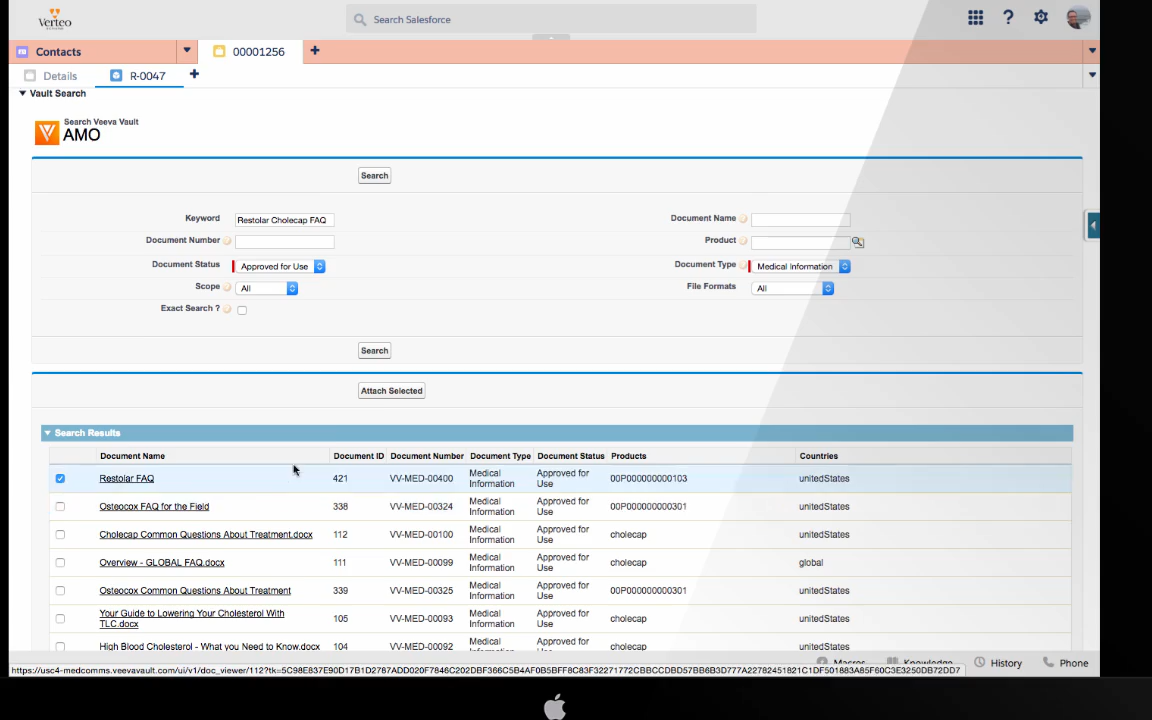 Verteo
Search Salesforce
?
Contacts
00001256
+
Details
R-0047
+
Vault Search
Search Veeva Vault
AMO
Search
Keyword
Restolar Cholecap FAQ
Document Name
Document Number
Product
Document Status
Approved for Use
Document Type
Medical Information
Scope
All
File Formats
All
Exact Search ?
Search
Attach Selected
Search Results
Document Name Document ID Document Number Document Type Document Status Products Countries
Restolar FAQ 421 VV-MED-00400 Medical Information Approved for Use 00P000000000103 unitedStates
Osteocox FAQ for the Field 338 VV-MED-00324 Medical Information Approved for Use 00P000000000301 unitedStates
Cholecap Common Questions About Treatment.docx 112 VV-MED-00100 Medical Information Approved for Use cholecap unitedStates
Overview - GLOBAL FAQ.docx 111 VV-MED-00099 Medical Information Approved for Use cholecap global
Osteocox Common Questions About Treatment 339 VV-MED-00325 Medical Information Approved for Use 00P000000000301 unitedStates
Your Guide to Lowering Your Cholesterol With TLC.docx 105 VV-MED-00093 Medical Information Approved for Use cholecap unitedStates
High Blood Cholesterol - What you Need to Know.docx 104 VV-MED-00092 Medical Approved for cholecap unitedStates
Macros
Knowledge
History
Phone